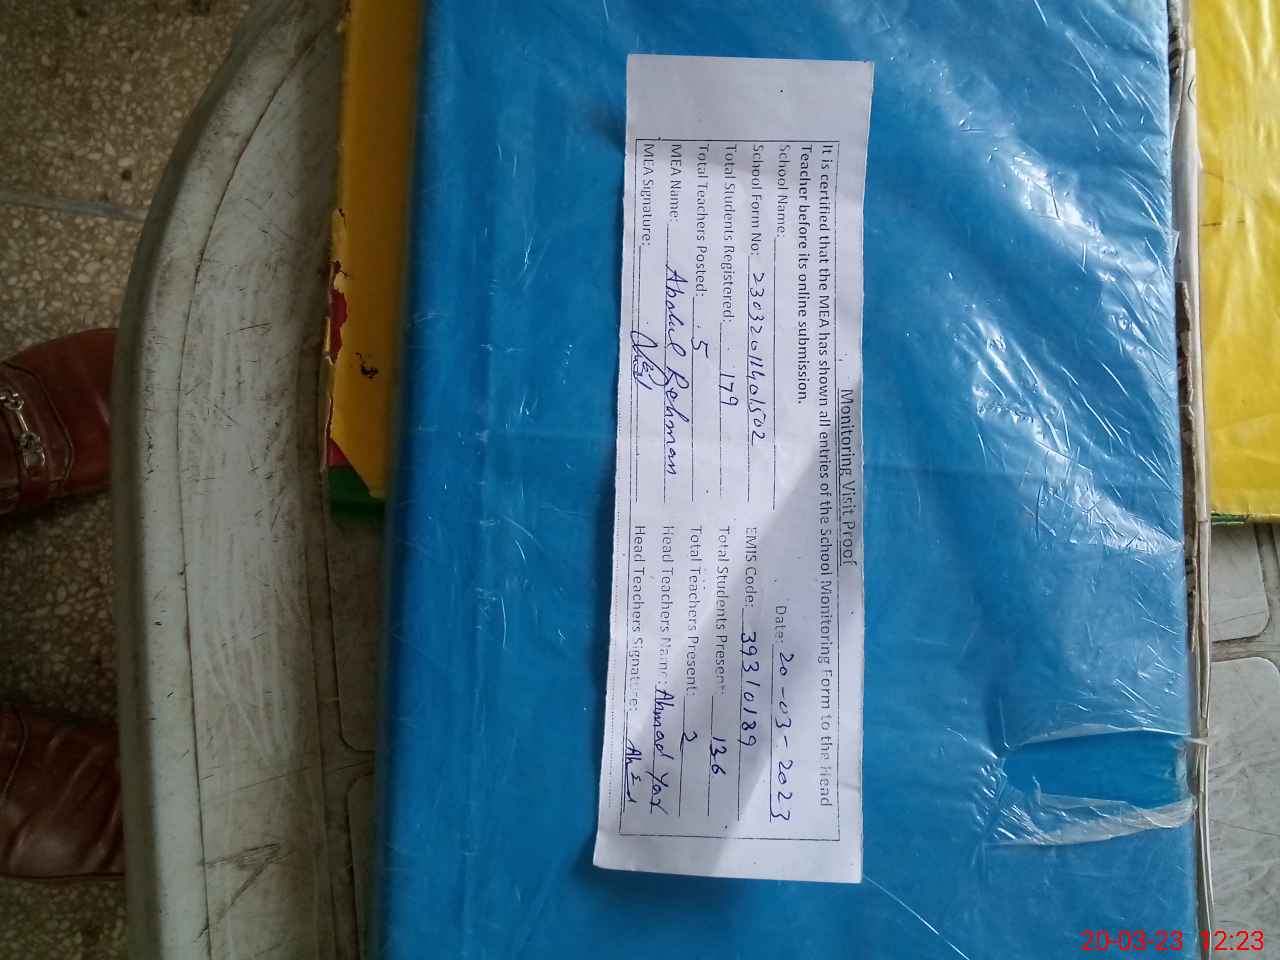 Monitoring Visit Proof
It is certified that the MEA has shown all entries of the School Monitoring Form to the Head
Teacher before its online submission.
School Name: Date: 20-03-2023
School Form No: 23032011401502 EMIS Code: 39310189
Total Students Registered: 179 Total Students Present: 136
Total Teachers Posted: 5 Total Teachers Present: 2
MEA Name: Abdul Rehman Head Teachers Name: Ahmad Yar
MEA Signature: Head Teachers Signature:
20-03-23 12:23